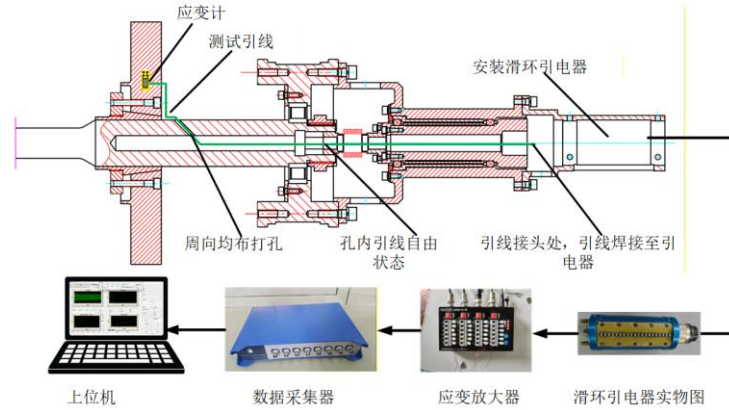 应变计
测试引线
安装滑环引电器
周向均布打孔
孔内引线自由
状态
引线接头处，引线焊接至引
电器
上位机
数据采集器
应变放大器
滑环引电器实物图